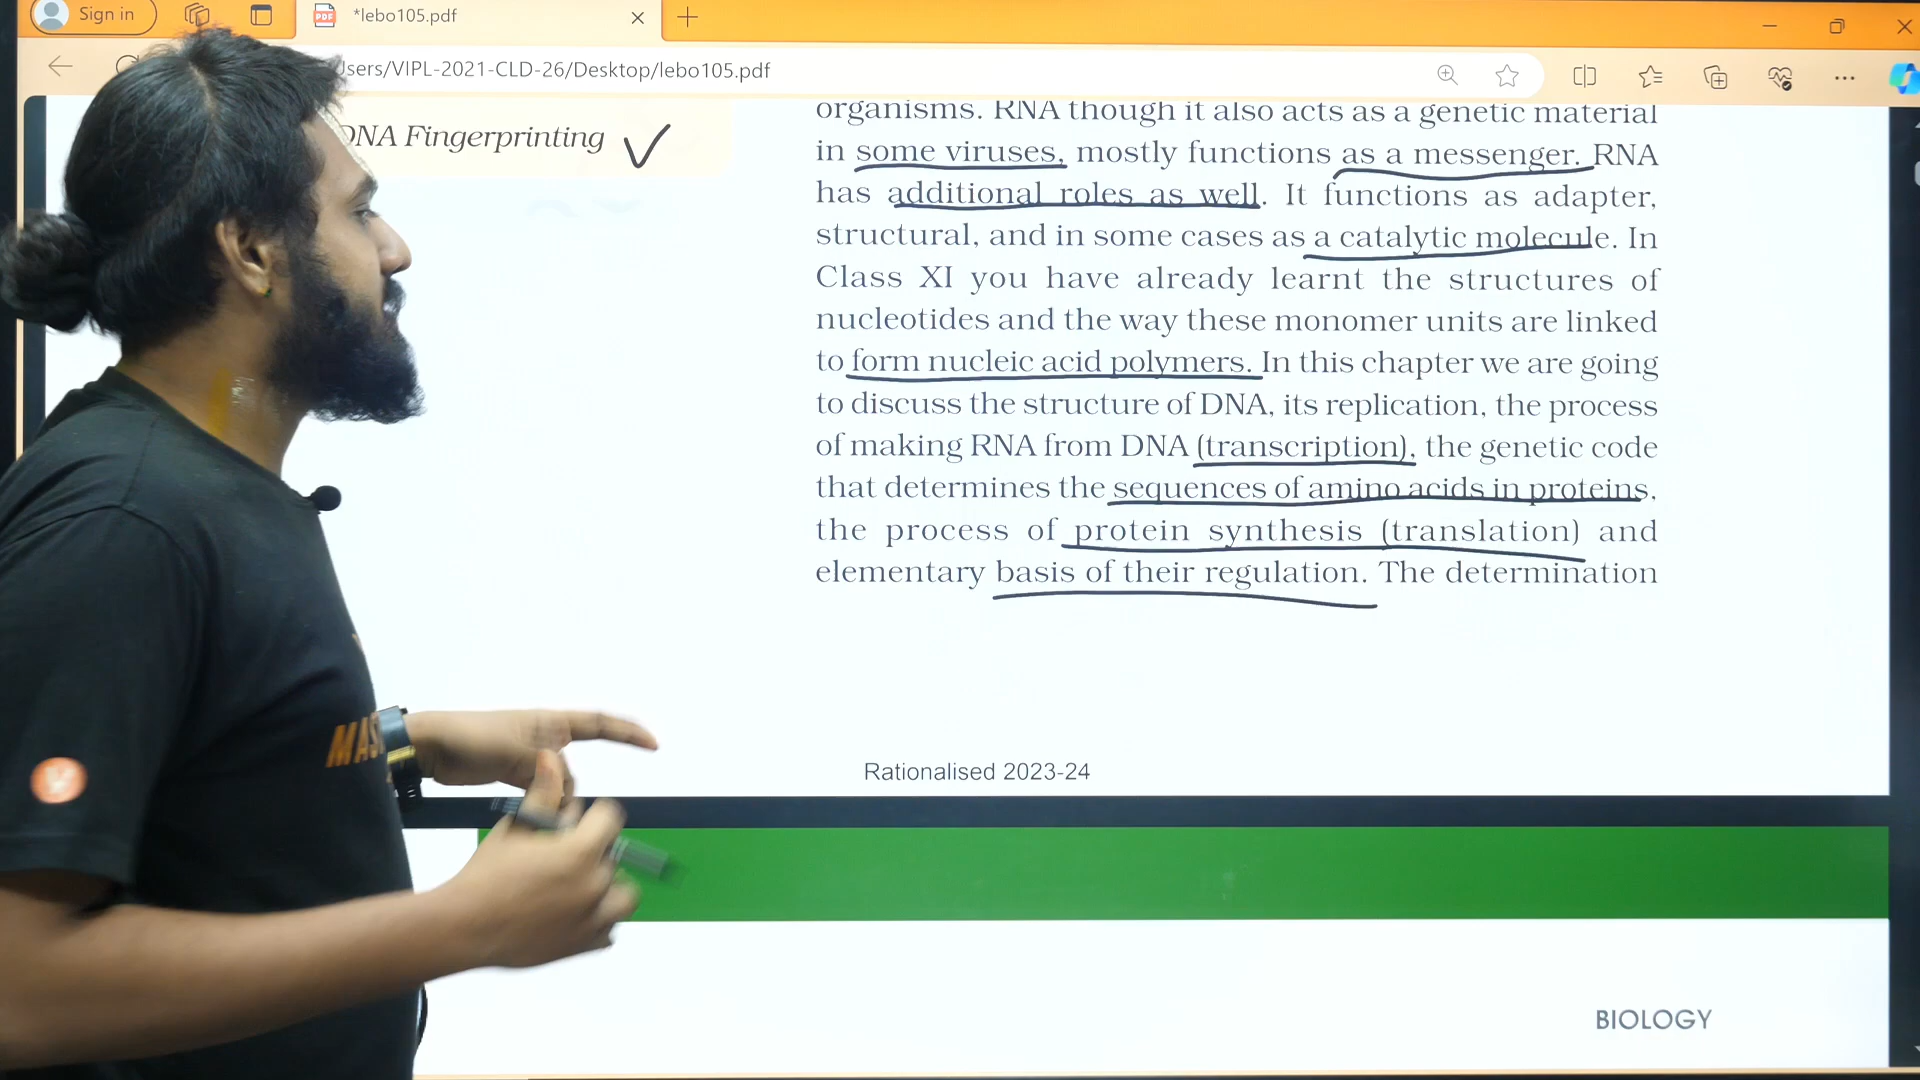 Sign in
*lebo105.pdf
sers/VIPL-2021-CLD-26/Desktop/lebo105.pdf
DNA Fingerprinting
organisms. RNA though it also acts as a genetic material
in some viruses, mostly functions as a messenger. RNA
has additional roles as well. It functions as adapter,
structural, and in some cases as a catalytic molecule. In
Class XI you have already learnt the structures of
nucleotides and the way these monomer units are linked
to form nucleic acid polymers. In this chapter we are going
to discuss the structure of DNA, its replication, the process
of making RNA from DNA (transcription), the genetic code
that determines the sequences of amino acids in proteins,
the process of protein synthesis (translation) and
elementary basis of their regulation. The determination
Rationalised 2023-24
BIOLOGY
MAS